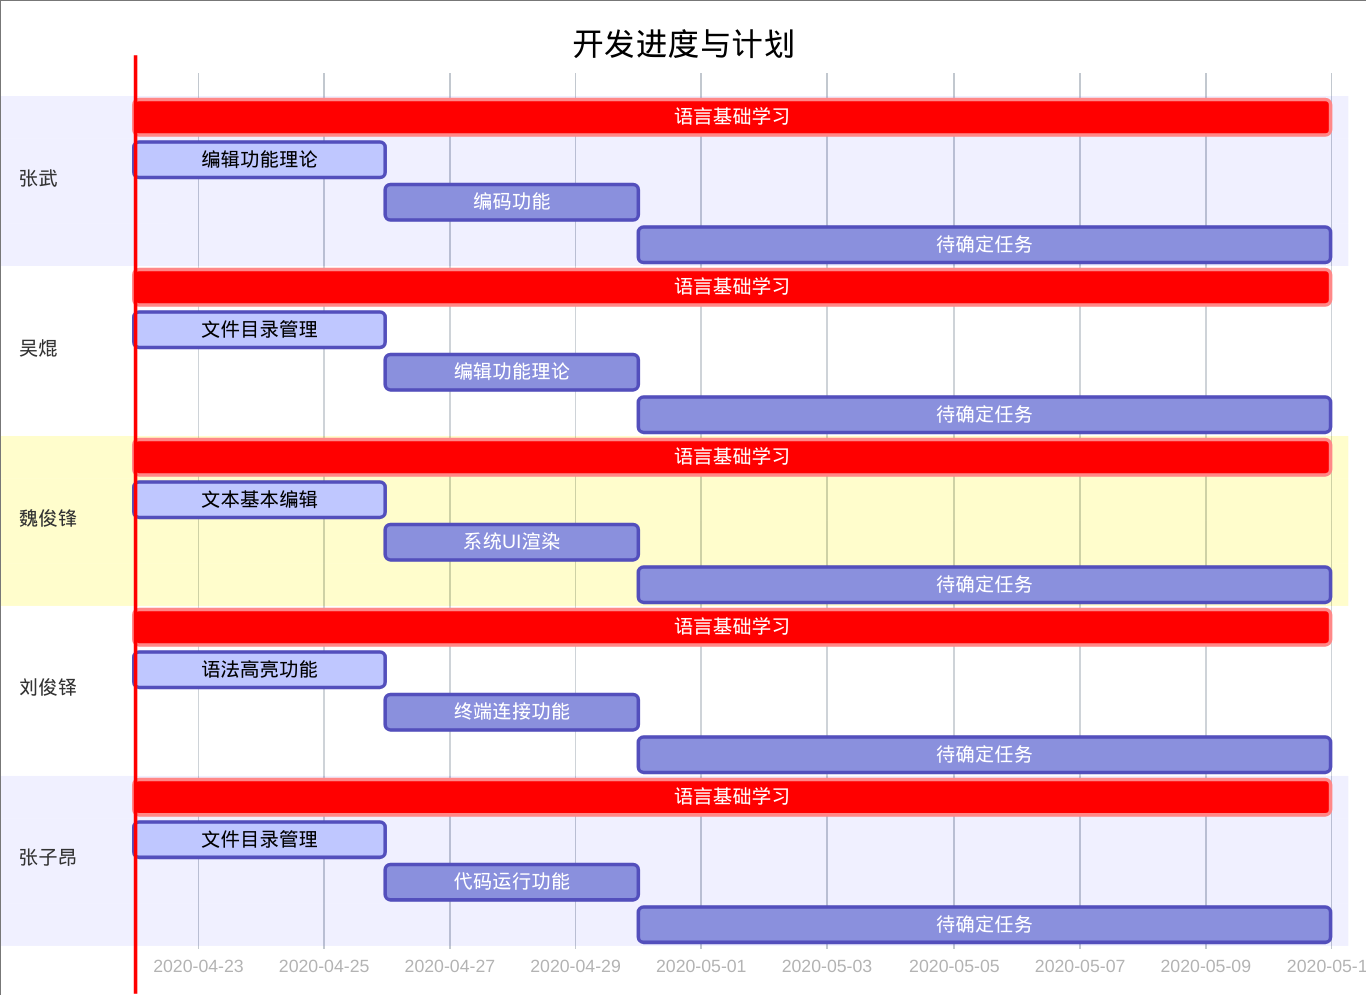 开发进度与计划
语言基础学习
编辑功能理论
张武
编码功能
待确定任务
语言基础学习
文件目录管理
吴焜
编辑功能理论
待确定任务
语言基础学习
文本基本编辑
魏俊锋
系统UI渲染
待确定任务
语言基础学习
语法高亮功能
刘俊铎
终端连接功能
待确定任务
语言基础学习
文件目录管理
张子昂
代码运行功能
待确定任务
2020-04-23 2020-04-25 2020-04-27 2020-04-29 2020-05-01 2020-05-03 2020-05-05 2020-05-07 2020-05-09 2020-05-1